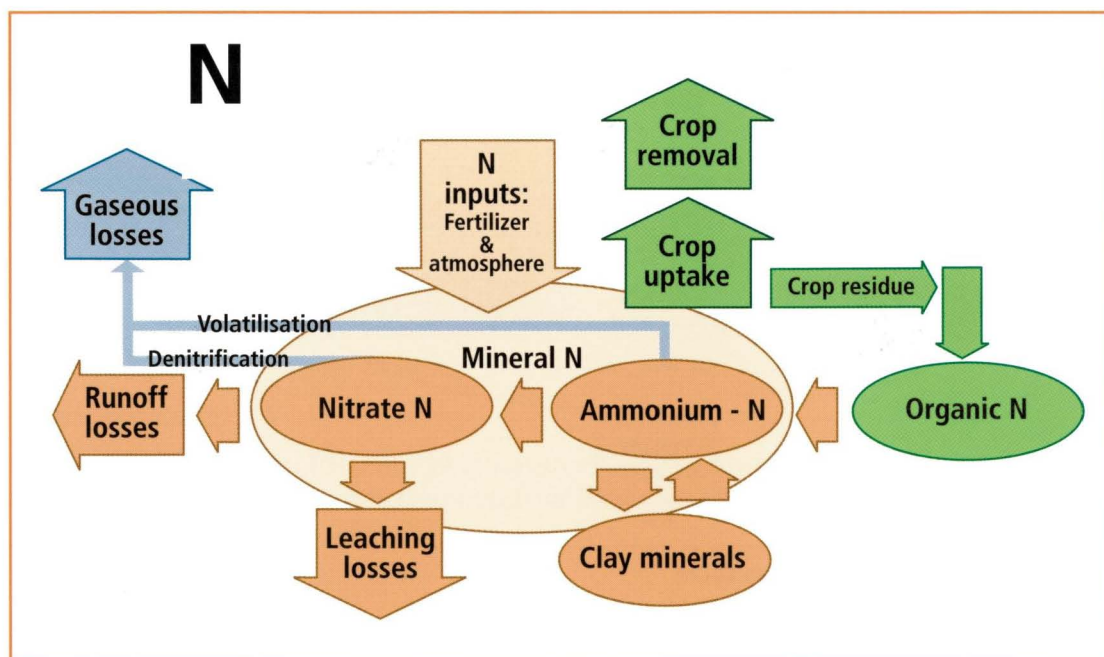 N
Crop
removal
N
inputs:
Fertilizer
&
atmosphere
Gaseous
losses
Crop
uptake
Crop residue
Volatilisation
Denitrification
Mineral N
Runoff
losses
Nitrate N
Ammonium - N
Organic N
Leaching
losses
Clay minerals